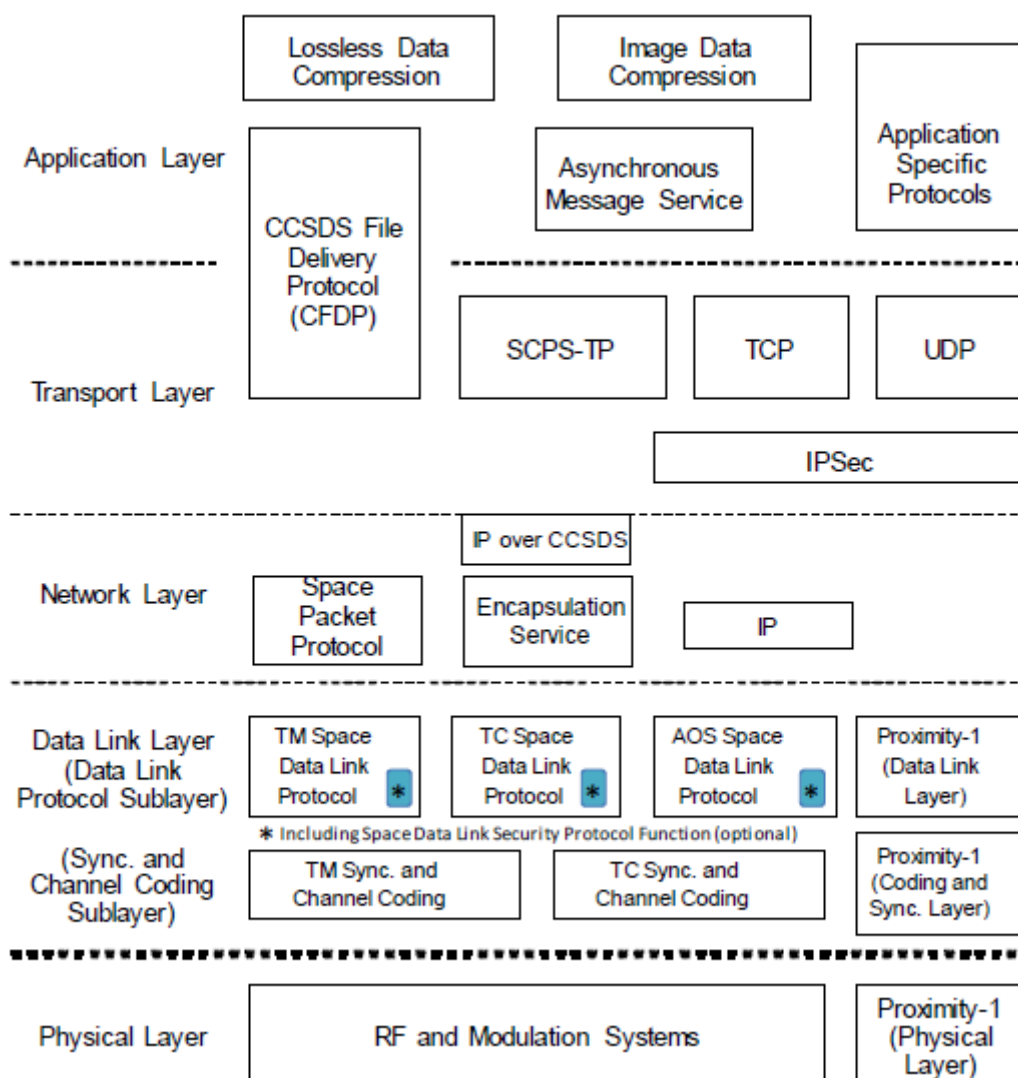 Lossless Data
Compression
Image Data
Compression
Application Layer
Application
Specific
Protocols
Asynchronous
Message Service
CCSDS File
Delivery
Protocol
(CFDP)
Transport Layer
SCPS-TP
TCP
UDP
IPSec
Network Layer
IP over CCSDS
Space
Packet
Protocol
Encapsulation
Service
IP
Data Link Layer
(Data Link
Protocol Sublayer)
TM Space
Data Link
Protocol *
TC Space
Data Link
Protocol *
AOS Space
Data Link
Protocol *
Proximity-1
(Data Link
Layer)
* Including Space Data Link Security Protocol Function (optional)
(Sync. and
Channel Coding
Sublayer)
TM Sync. and
Channel Coding
TC Sync. and
Channel Coding
Proximity-1
(Coding and
Sync. Layer)
Physical Layer
RF and Modulation Systems
Proximity-1
(Physical
Layer)